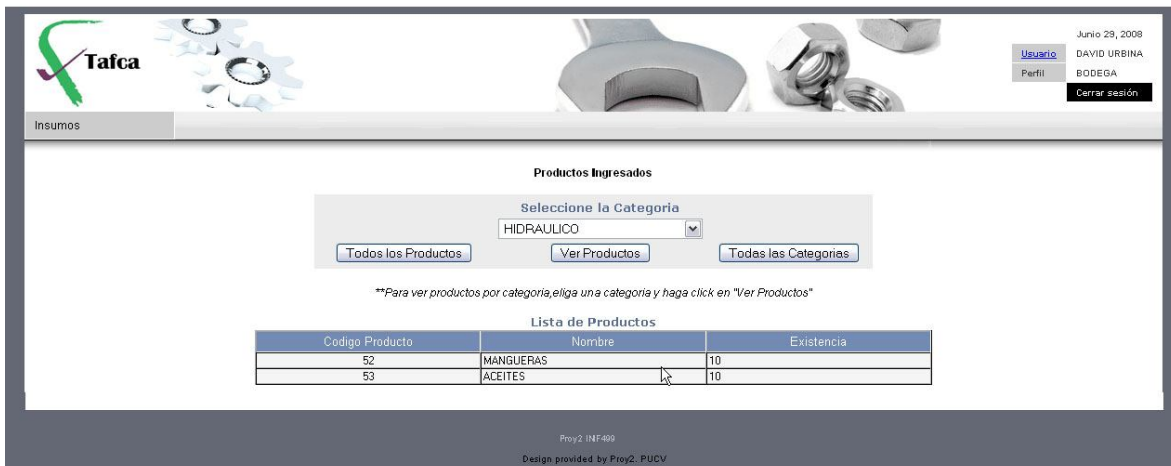 Tafca
Junio 29, 2008
Usuario DAVID URBINA
Perfil BODEGA
Cerrar sesión
Insumos
Productos Ingresados
Seleccione la Categoria
HIDRAULICO
Todos los Productos Ver Productos Todas las Categorias
**Para ver productos por categoria,eliga una categoria y haga click en "Ver Productos"
Lista de Productos
Codigo Producto Nombre Existencia
52 MANGUERAS 10
53 ACEITES 10
Proy2 INF499
Design provided by Proy2. PUCV